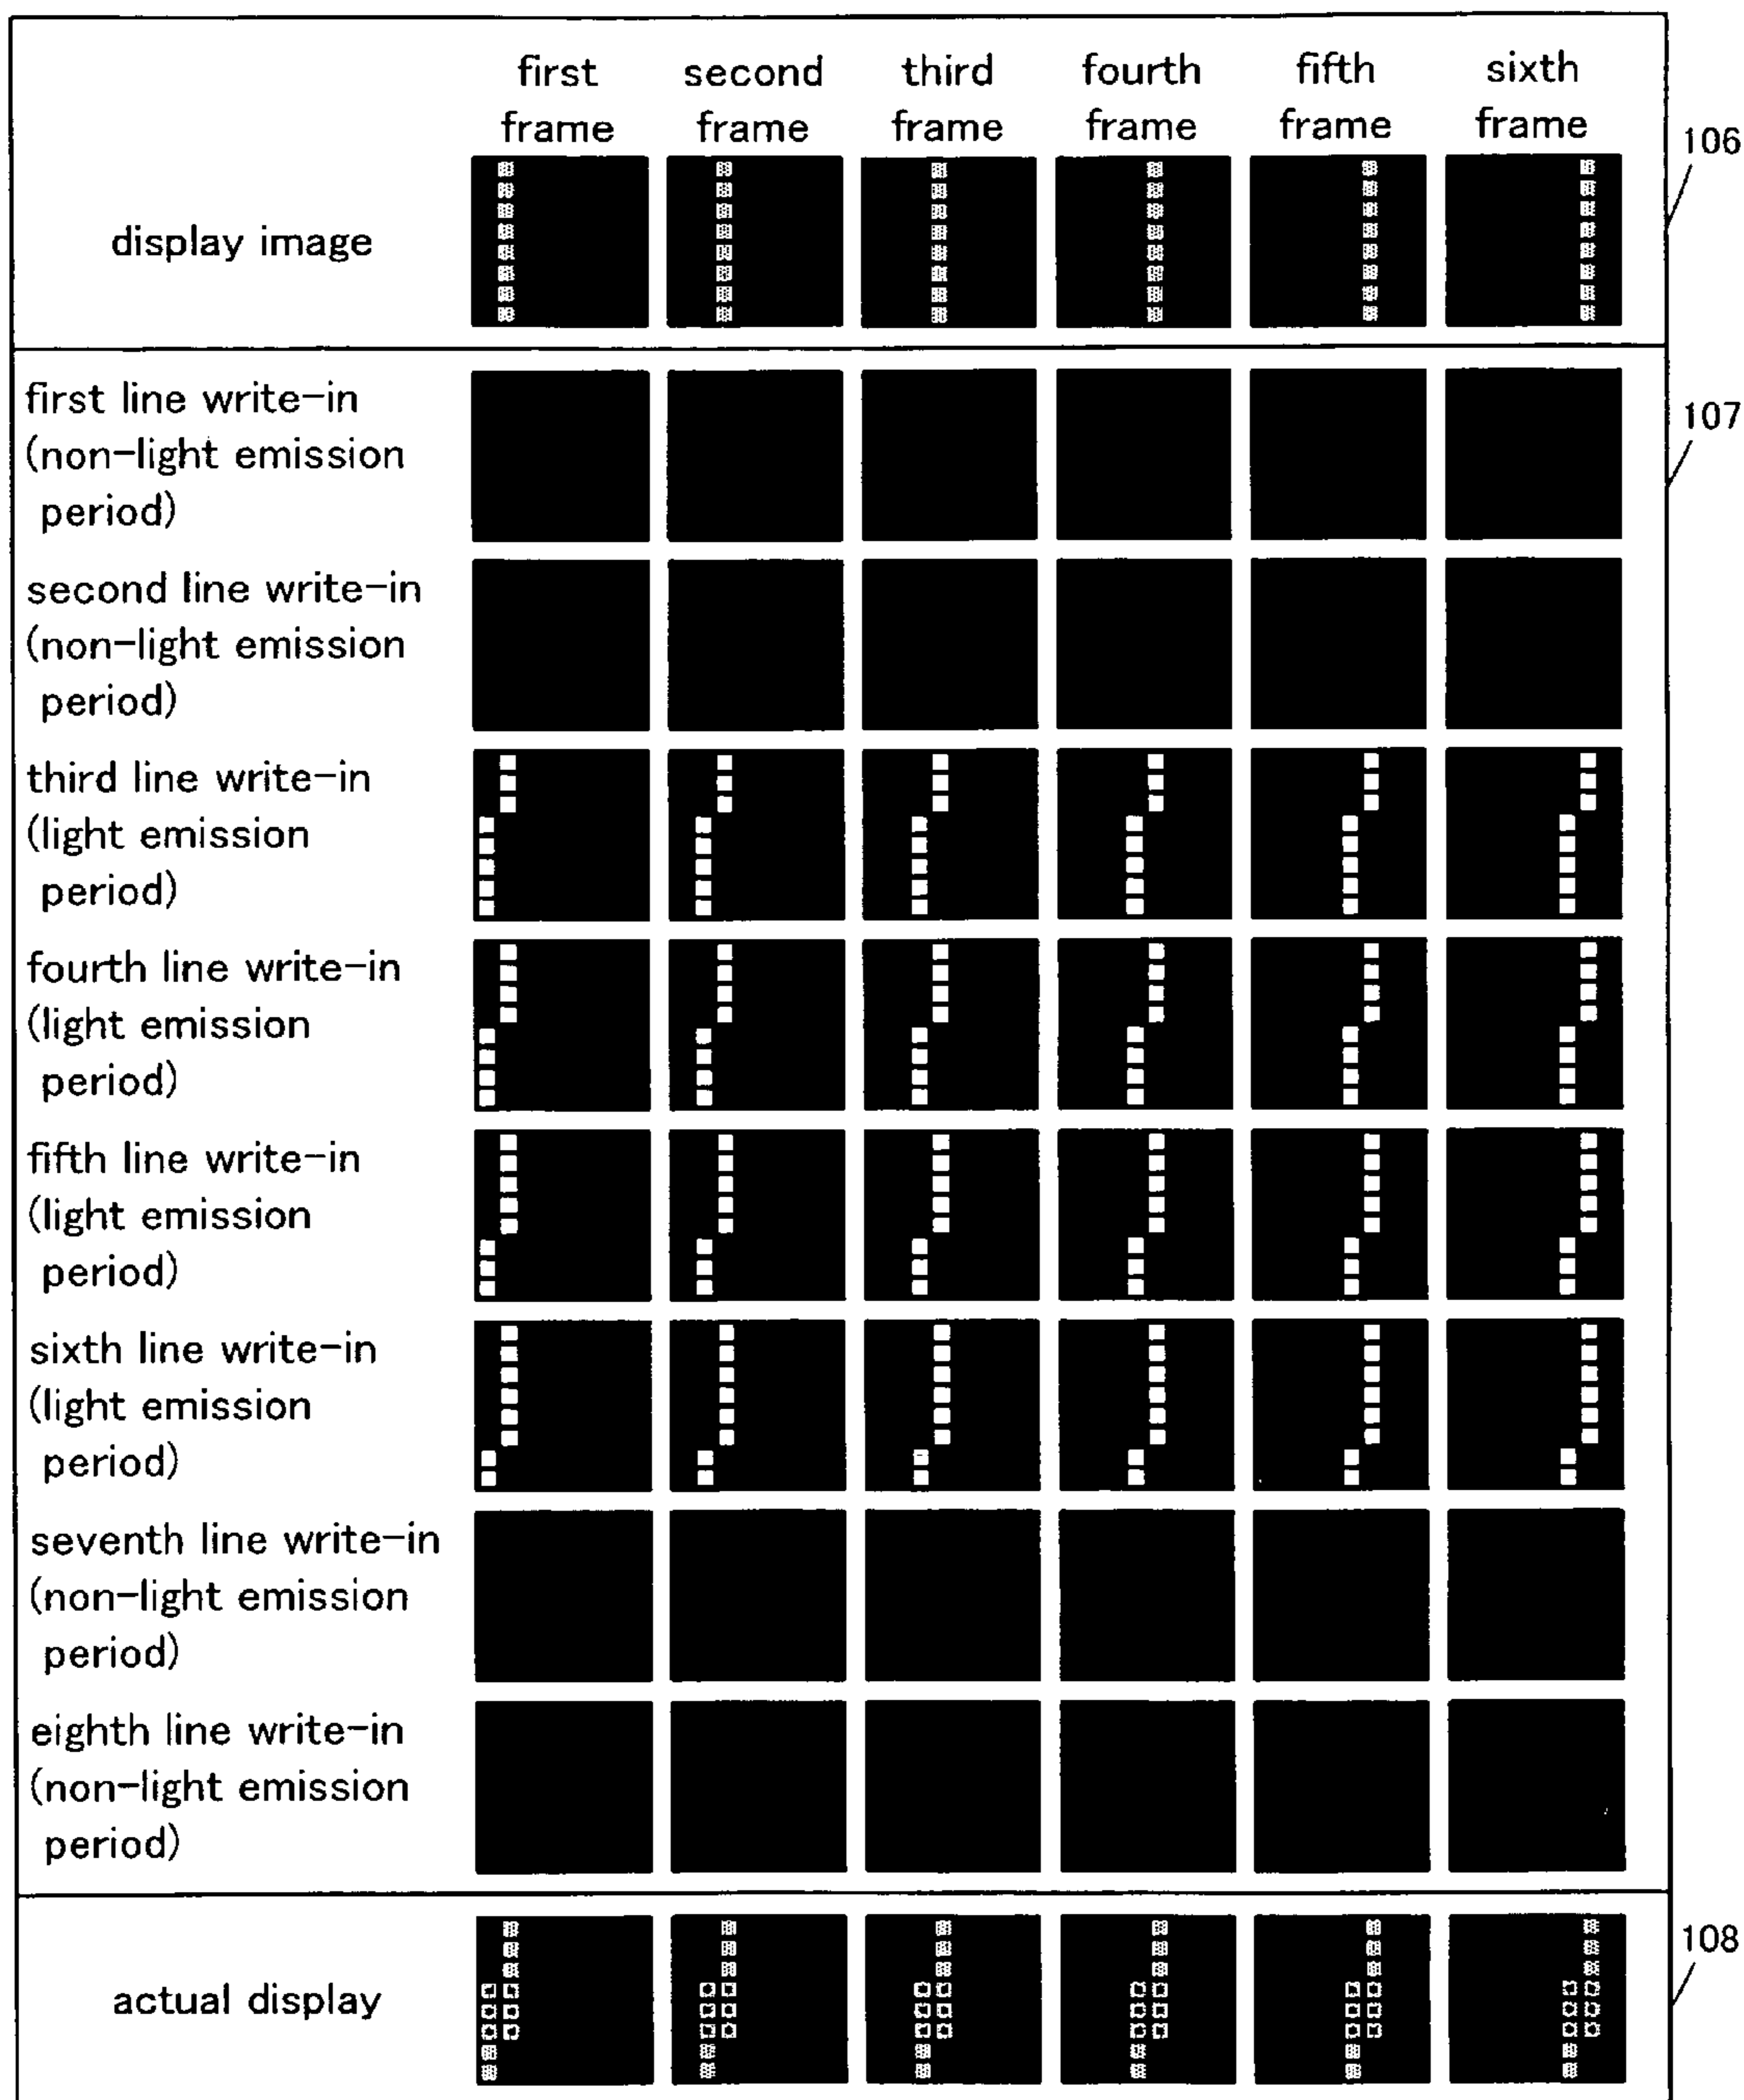 first second third fourth fifth sixth
frame frame frame frame frame frame
106
display image
first line write-in
(non-light emission
period)
107
second line write-in
(non-light emission
period)
third line write-in
(light emission
period)
fourth line write-in
(light emission
period)
fifth line write-in
(light emission
period)
sixth line write-in
(light emission
period)
seventh line write-in
(non-light emission
period)
eighth line write-in
(non-light emission
period)
108
actual display